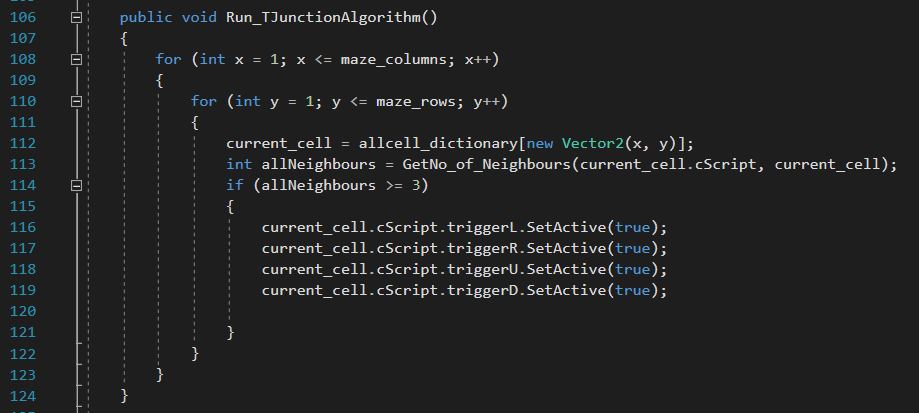 106 public void Run_TJunctionAlgorithm()
107 {
108 for (int x = 1; x <= maze_columns; x++)
109 {
110 for (int y = 1; y <= maze_rows; y++)
111 {
112 current_cell = allcell_dictionary[new Vector2(x, y)];
113 int allNeighbours = GetNo_of_Neighbours(current_cell.cScript, current_cell);
114 if (allNeighbours >= 3)
115 {
116 current_cell.cScript.triggerL.SetActive(true);
117 current_cell.cScript.triggerR.SetActive(true);
118 current_cell.cScript.triggerU.SetActive(true);
119 current_cell.cScript.triggerD.SetActive(true);
120
121 }
122 }
123 }
124 }